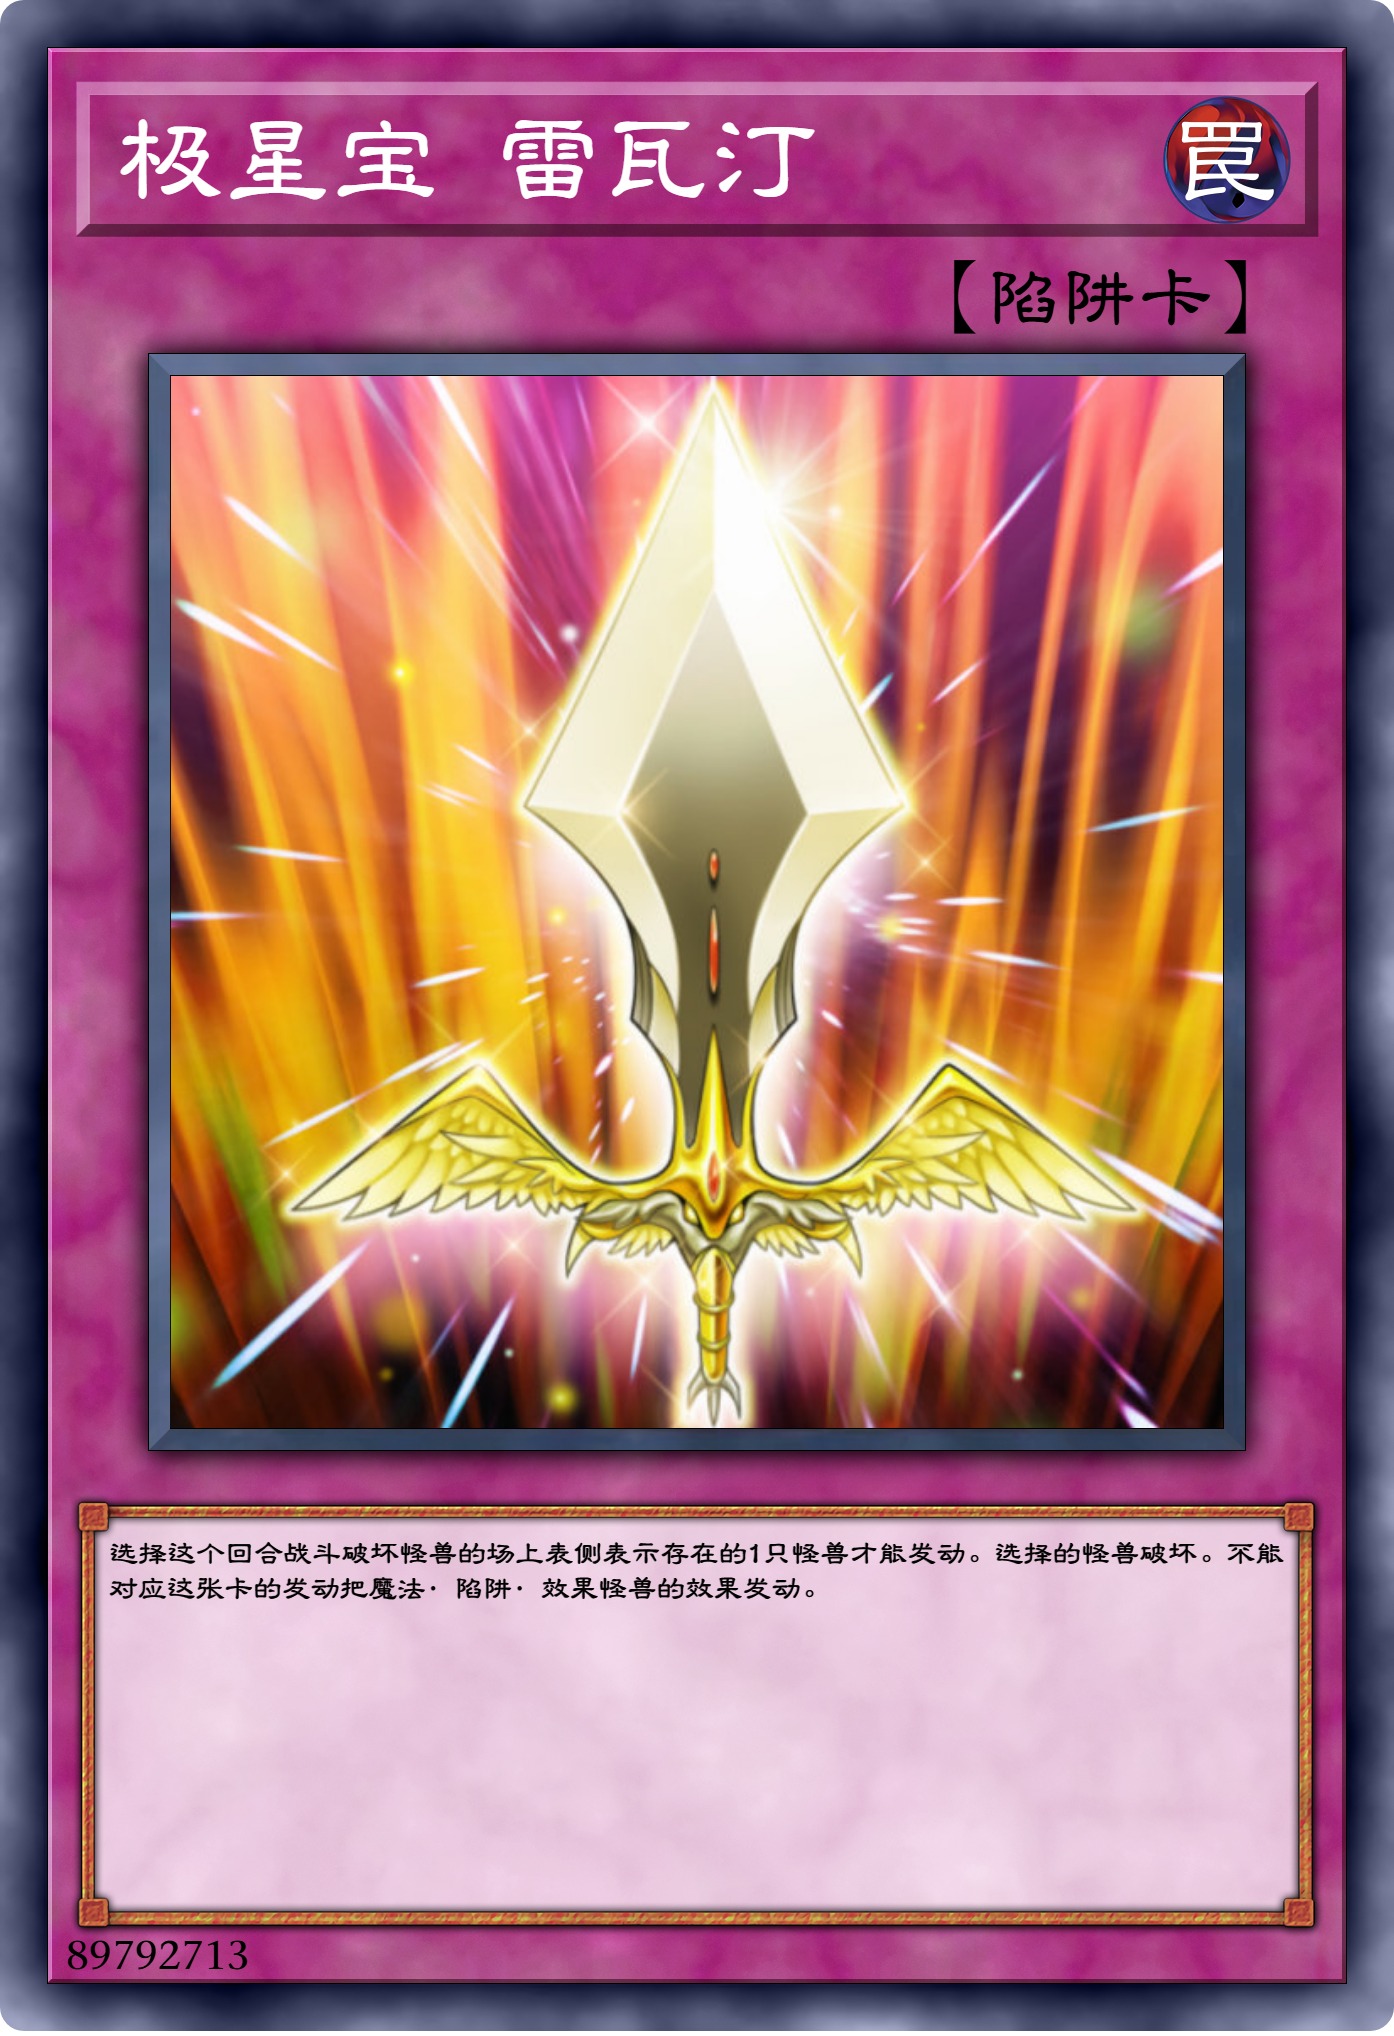 极星宝 雷瓦汀
罠
【陷阱卡】
选择这个回合战斗破坏怪兽的场上表侧表示存在的1只怪兽才能发动。选择的怪兽破坏。不能
对应这张卡的发动把魔法·陷阱·效果怪兽的效果发动。
89792713